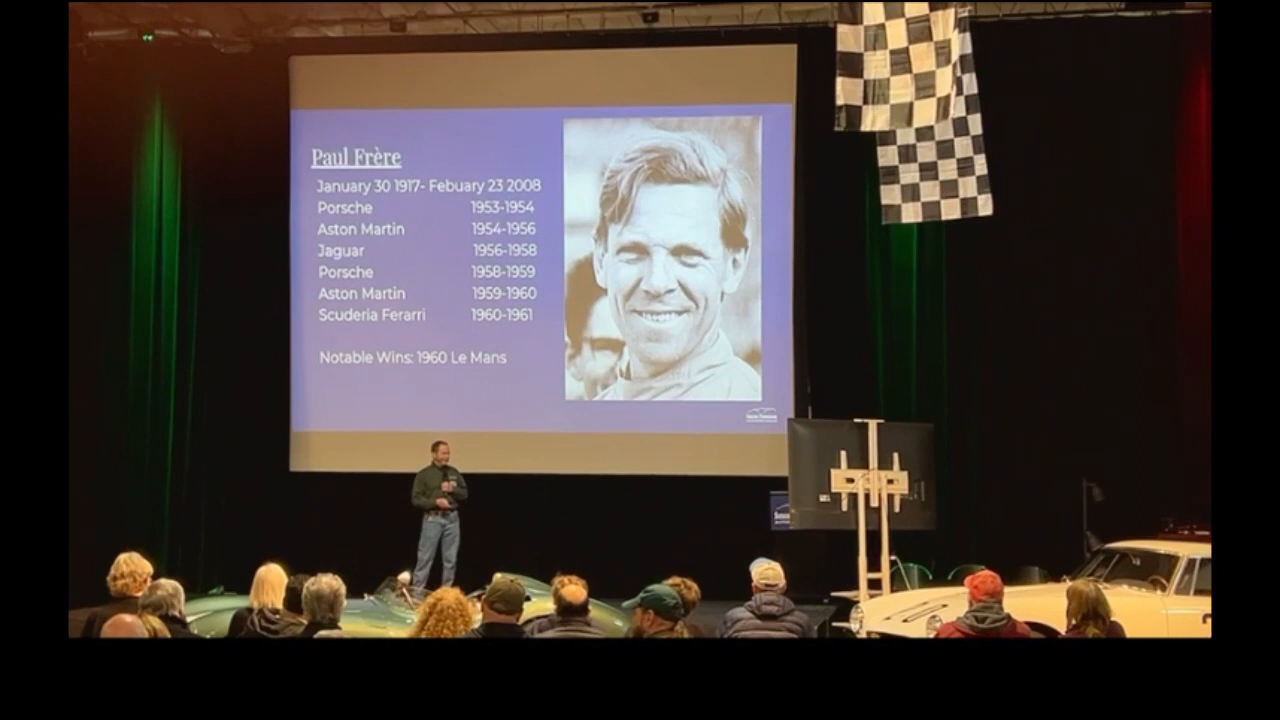 Paul Frère
January 30 1917- Febuary 23 2008
Porsche 1953-1954
Aston Martin 1954-1956
Jaguar 1956-1958
Porsche 1958-1959
Aston Martin 1959-1960
Scuderia Ferarri 1960-1961
Notable Wins: 1960 Le Mans